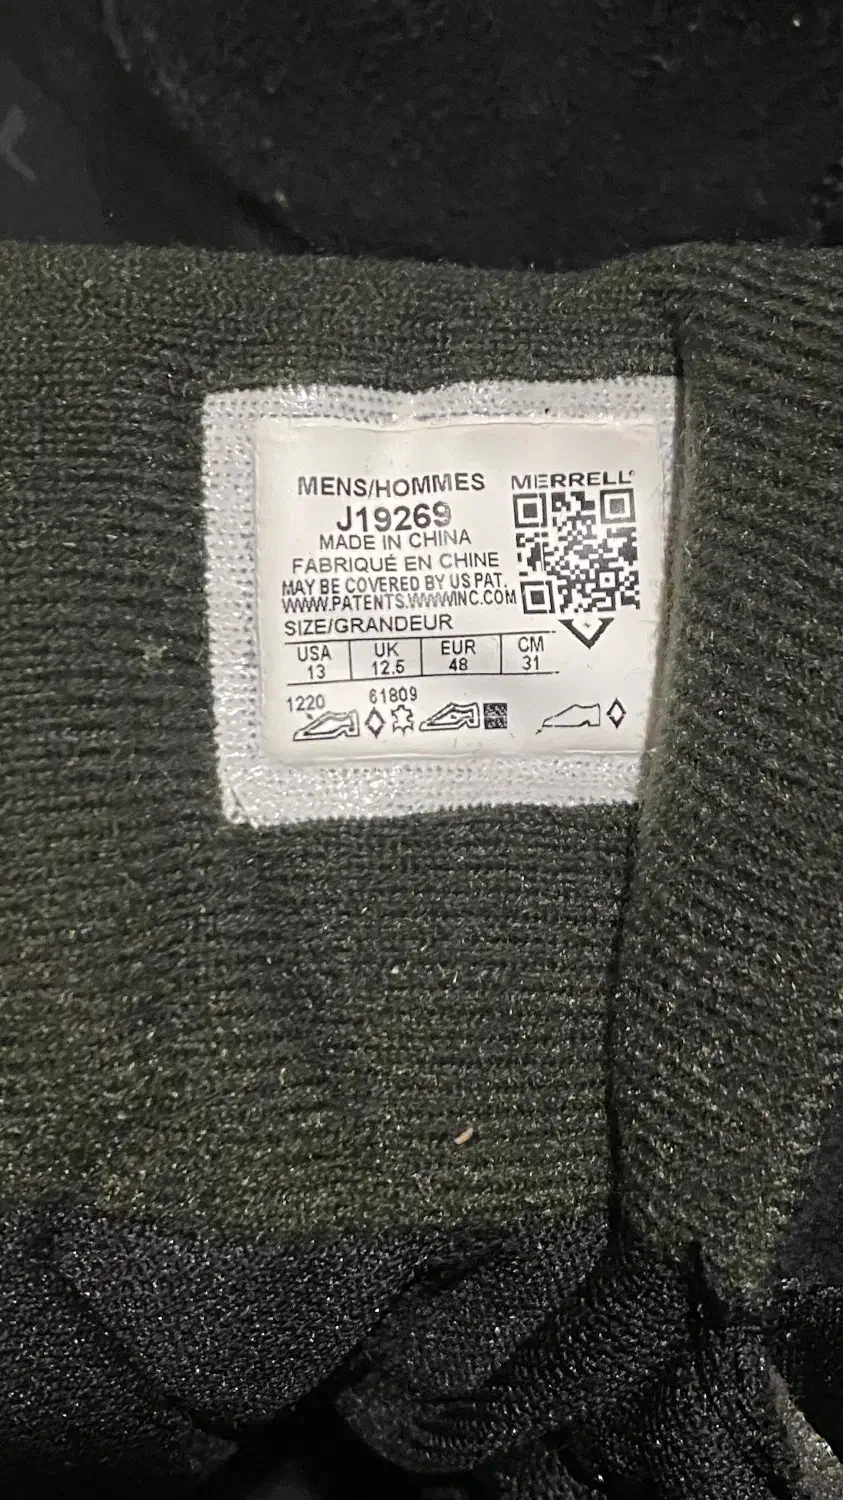 MENS/HOMMES
MERRELL
J19269
MADE IN CHINA
FABRIQUÉ EN CHINE
MAY BE COVERED BY US PAT.
WWW.PATENTS.WWWINC.COM
SIZE/GRANDEUR
USA UK EUR CM
13 12.5 48 31
1220 61809